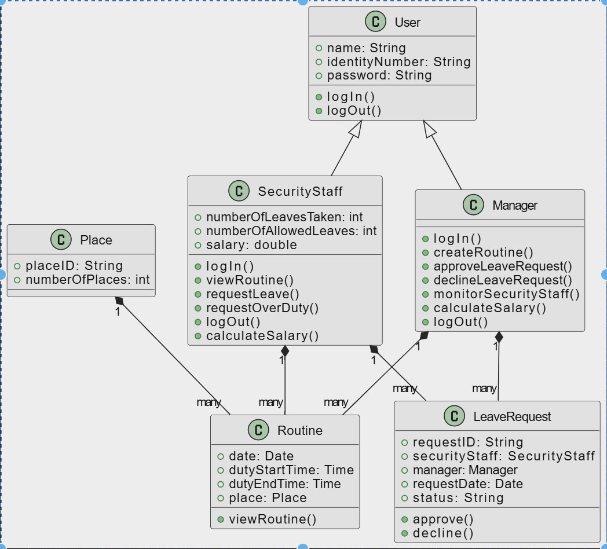 C User
name: String
identityNumber: String
password: String
logIn()
logOut()
C SecurityStaff
numberOfLeavesTaken: int
numberOfAllowedLeaves: int
salary: double
logIn()
viewRoutine()
requestLeave()
requestOverDuty()
logOut()
calculateSalary()
C Manager
logIn()
createRoutine()
approveLeaveRequest()
declineLeaveRequest()
monitorSecurityStaff()
calculateSalary()
logOut()
C Place
placeID: String
numberOfPlaces: int
1
1
1
1
1
many
many
many
many
many
C Routine
date: Date
dutyStartTime: Time
dutyEndTime: Time
place: Place
viewRoutine()
C LeaveRequest
requestID: String
securityStaff: SecurityStaff
manager: Manager
requestDate: Date
status: String
approve()
decline()